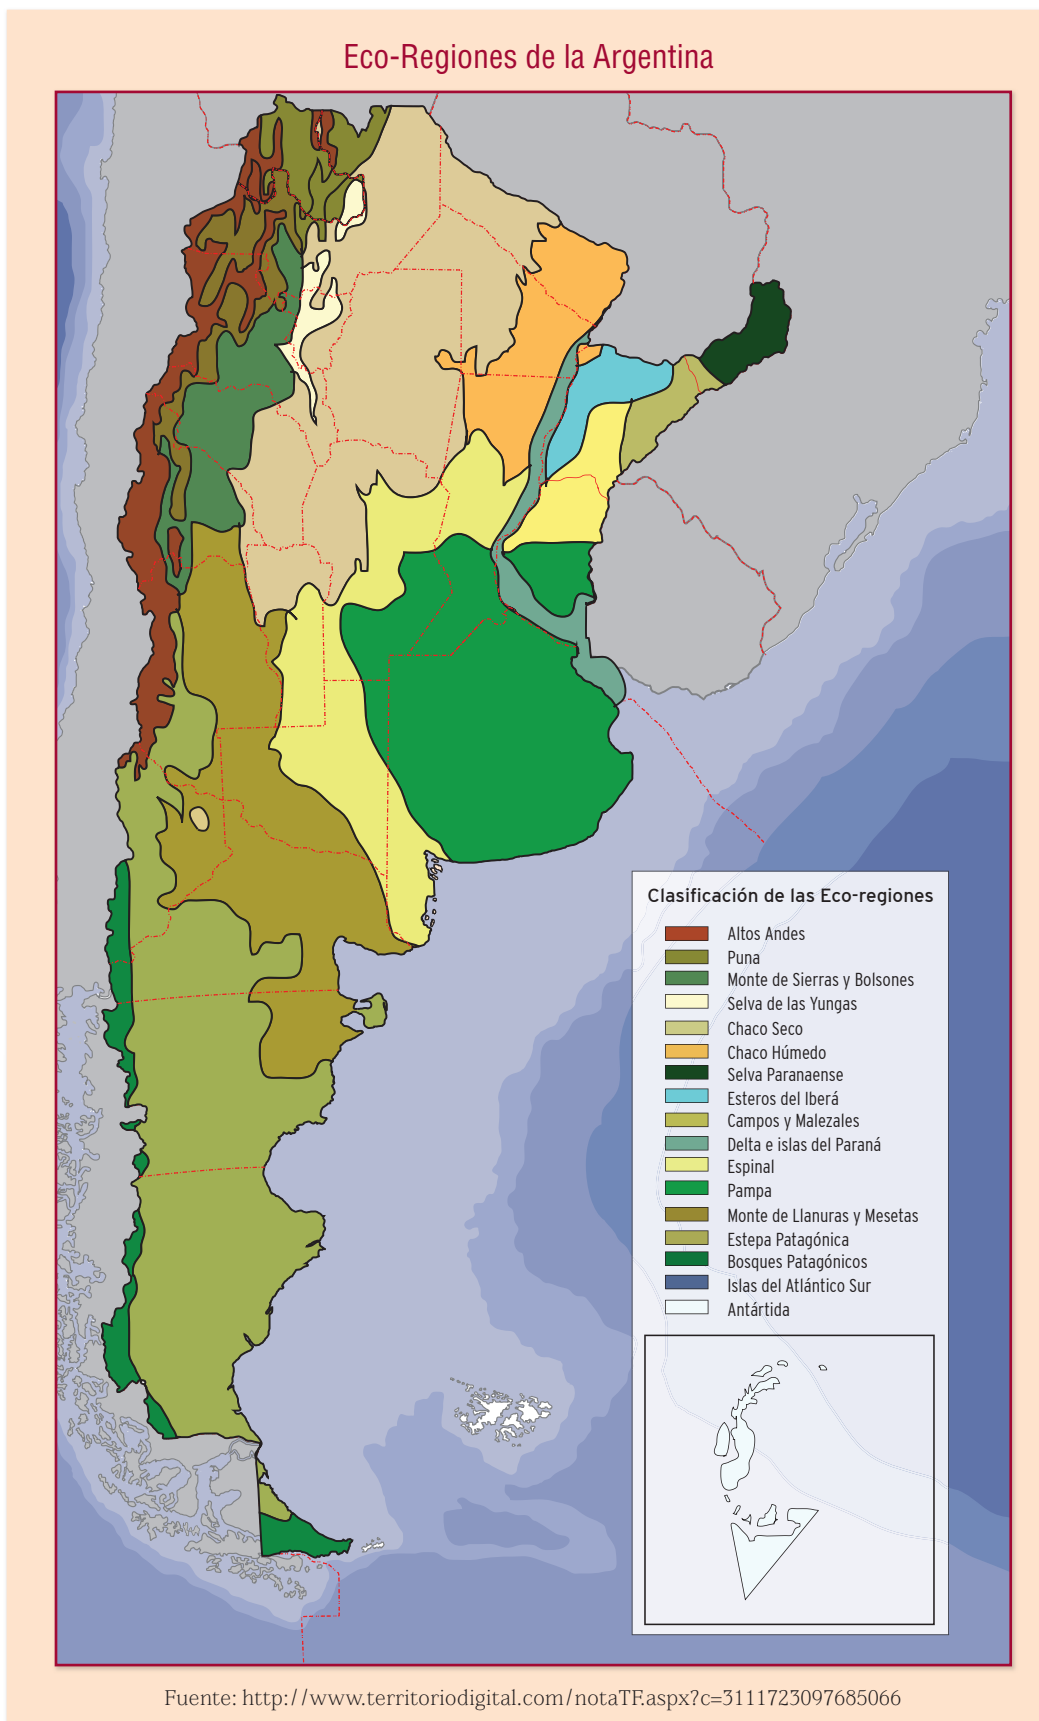 Eco-Regiones de la Argentina
Clasificación de las Eco-regiones
Altos Andes
Puna
Monte de Sierras y Bolsones
Selva de las Yungas
Chaco Seco
Chaco Húmedo
Selva Paranaense
Esteros del Iberá
Campos y Malezales
Delta e islas del Paraná
Espinal
Pampa
Monte de Llanuras y Mesetas
Estepa Patagónica
Bosques Patagónicos
Islas del Atlántico Sur
Antártida
Fuente: http://www.territoriodigital.com/notaTF.aspx?c=3111723097685066